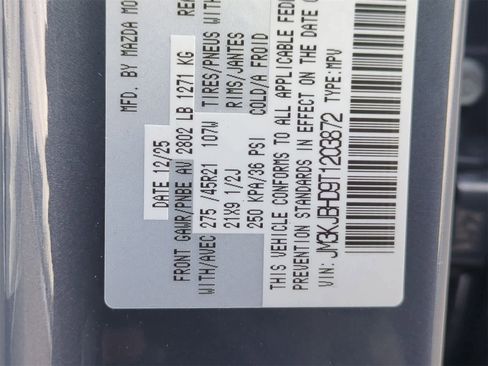 MFD. BY MAZDA MO
DATE 12/25
FRONT GAWR/PNBE AV 2802 LB 1271 KG
WITH/AVEC 275 /45R21 107W TIRES/PNEUS WITH
21X9 1/2J RIMS/JANTES
250 KPA/36 PSI COLD/A FROID
THIS VEHICLE CONFORMS TO ALL APPLICABLE FEDE
PREVENTION STANDARDS IN EFFECT ON THE DATE O
VIN: JM3KJBHD9T1203872 TYPE:MPV